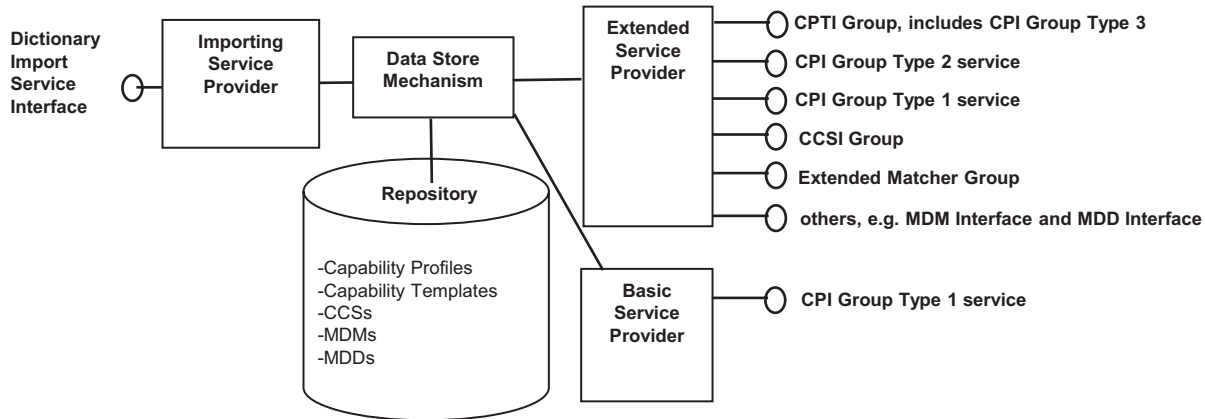 Dictionary
Import
Service
Interface
Importing
Service
Provider
Data Store
Mechanism
Extended
Service
Provider
CPTI Group, includes CPI Group Type 3
CPI Group Type 2 service
CPI Group Type 1 service
CCSI Group
Extended Matcher Group
others, e.g. MDM Interface and MDD Interface
Repository
-Capability Profiles
-Capability Templates
-CCSs
-MDMs
-MDDs
Basic
Service
Provider
CPI Group Type 1 service